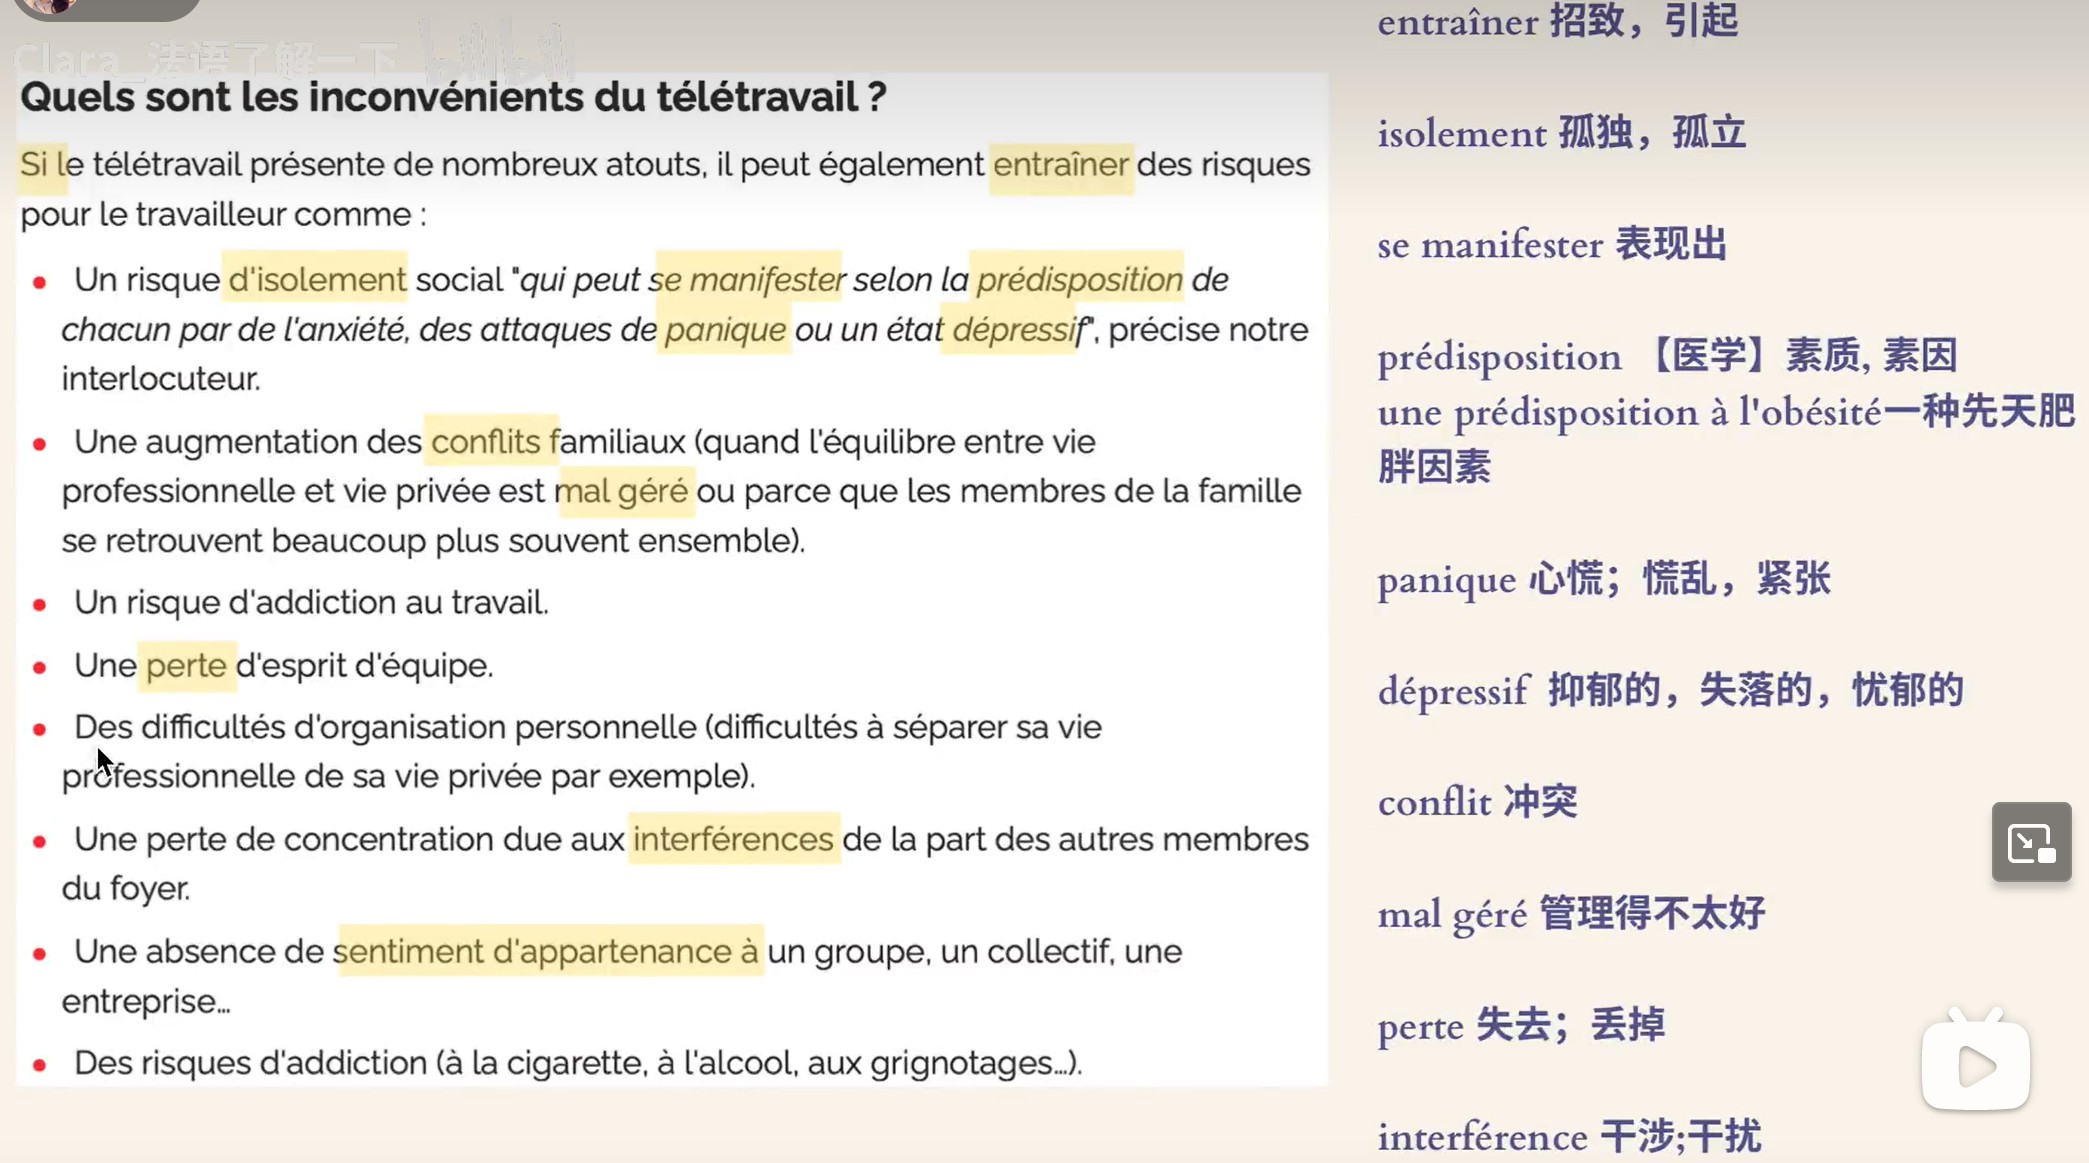 Clara_法语了解一下 bilibili
Quels sont les inconvénients du télétravail ?
Si le télétravail présente de nombreux atouts, il peut également entraîner des risques
pour le travailleur comme :
• Un risque d'isolement social "qui peut se manifester selon la prédisposition de
chacun par de l'anxiété, des attaques de panique ou un état dépressif", précise notre
interlocuteur.
• Une augmentation des conflits familiaux (quand l'équilibre entre vie
professionnelle et vie privée est mal géré ou parce que les membres de la famille
se retrouvent beaucoup plus souvent ensemble).
• Un risque d'addiction au travail.
• Une perte d'esprit d'équipe.
• Des difficultés d'organisation personnelle (difficultés à séparer sa vie
professionnelle de sa vie privée par exemple).
• Une perte de concentration due aux interférences de la part des autres membres
du foyer.
• Une absence de sentiment d'appartenance à un groupe, un collectif, une
entreprise…
• Des risques d'addiction (à la cigarette, à l'alcool, aux grignotages…).
entraîner 招致，引起
isolement 孤独，孤立
se manifester 表现出
prédisposition 【医学】素质, 素因
une prédisposition à l'obésité一种先天肥
胖因素
panique 心慌；慌乱，紧张
dépressif 抑郁的，失落的，忧郁的
conflit 冲突
mal géré 管理得不太好
perte 失去；丢掉
interférence 干涉;干扰